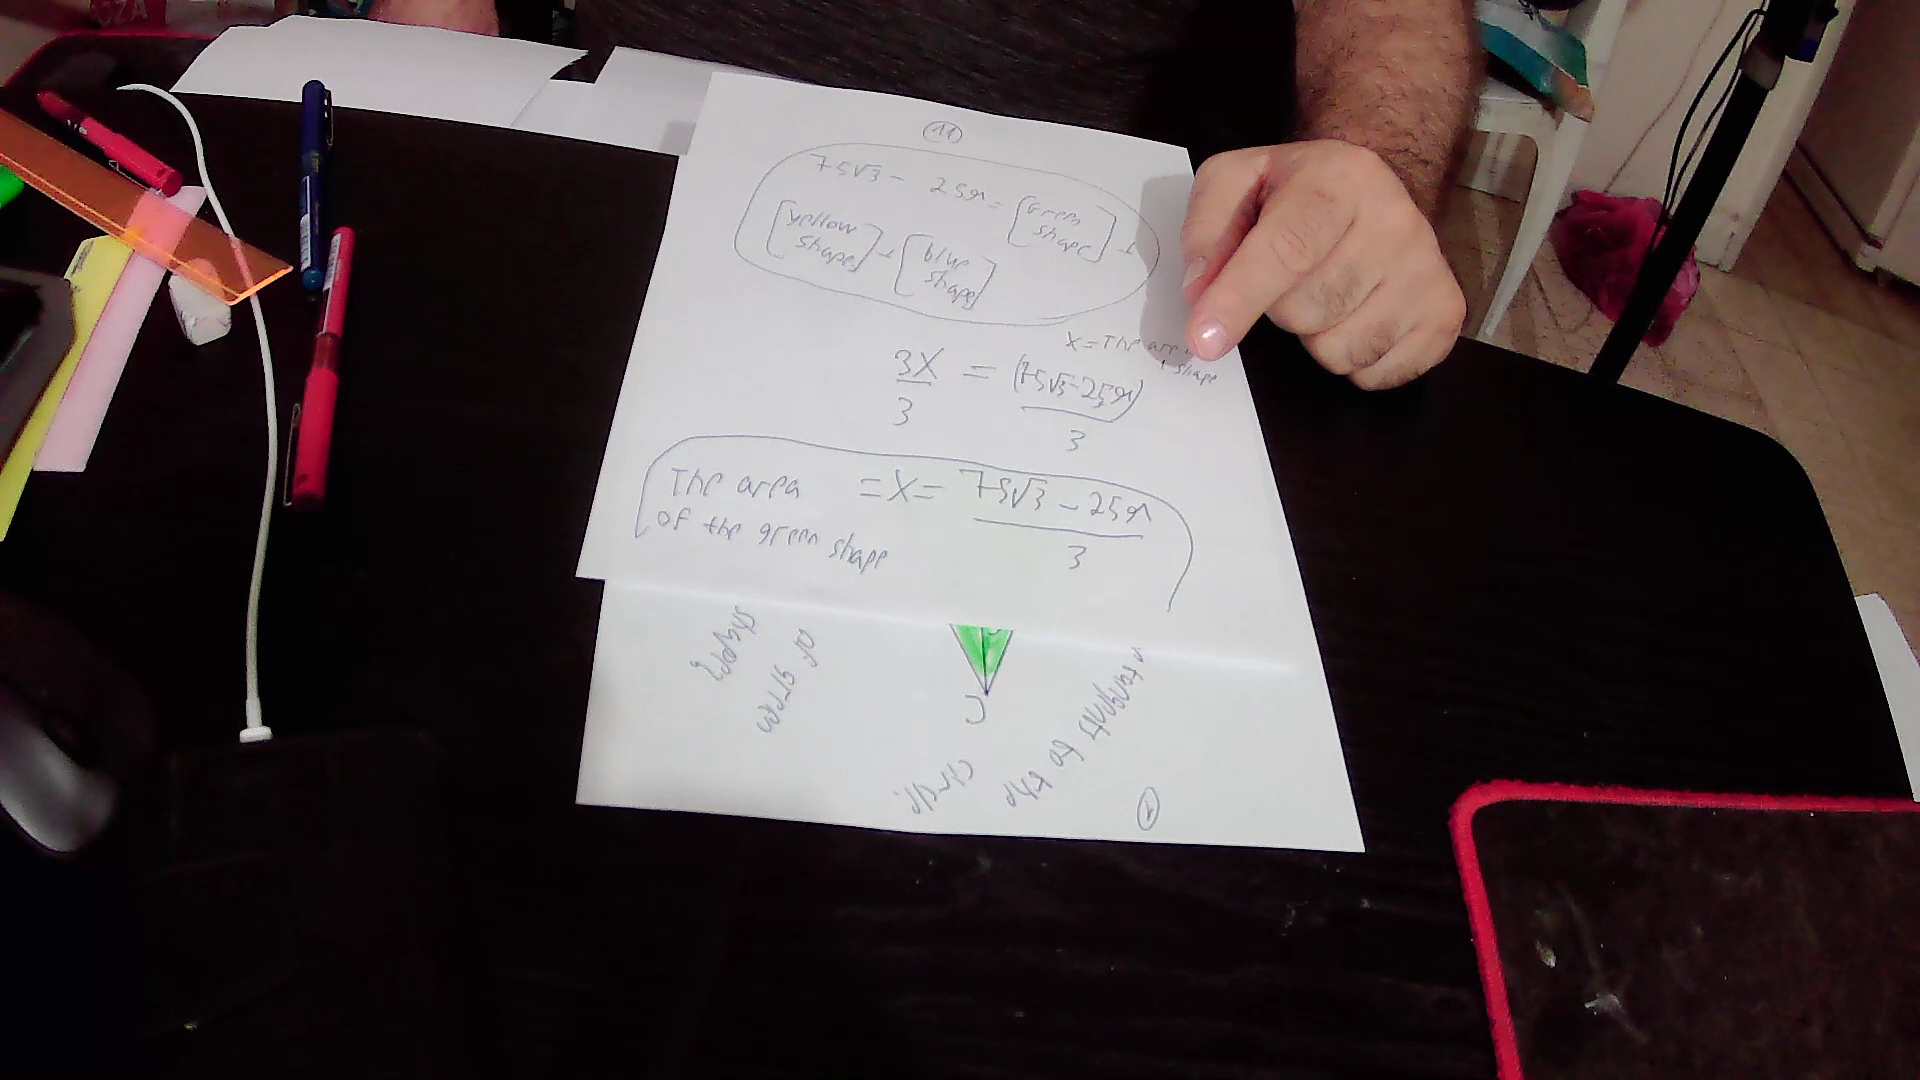 11
75√3 - 25π = [Green shape] +
[yellow shape] + [blue shape]
X = The area
shape
3X/3 = (75√3 - 25π)/3
The area of the green shape = X = (75√3 - 25π)/3
tangents to the
circle.
C
or green
1